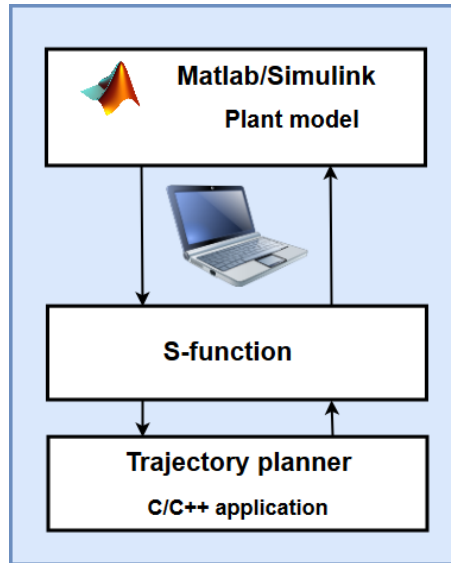 Matlab/Simulink
Plant model
S-function
Trajectory planner
C/C++ application